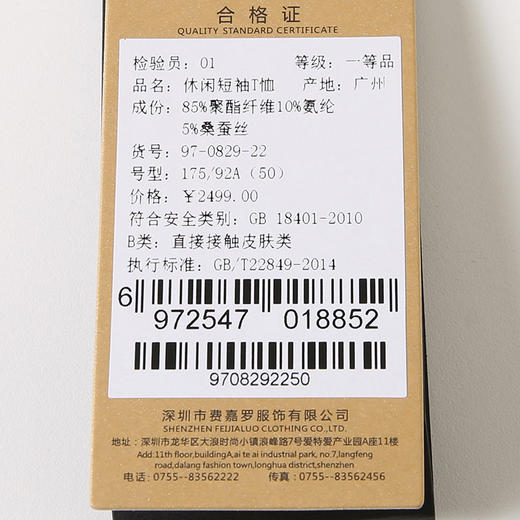 合格证
QUALITY STANDARD CERTIFICATE
检验员：01 等级：一等品
品名：休闲短袖T恤 产地：广州
成份：85%聚酯纤维10%氨纶
5%桑蚕丝
货号：97-0829-22
号型：175/92A（50）
价格：￥2499.00
符合安全类别：GB 18401-2010
B类：直接接触皮肤类
执行标准：GB/T22849-2014
6 972547 018852
9708292250
深圳市费嘉罗服饰有限公司
SHENZHEN FEIJIALUO CLOTHING CO.,LTD
地址：深圳市龙华区大浪时尚小镇浪峰路7号爱特爱产业园A座11楼
Add:11th floor,buildingA,ai te ai industrial park, no.7,langfeng
road,dalang fashion town,longhua district,shenzhen
电话：0755--83562222 传真：0755--83562456